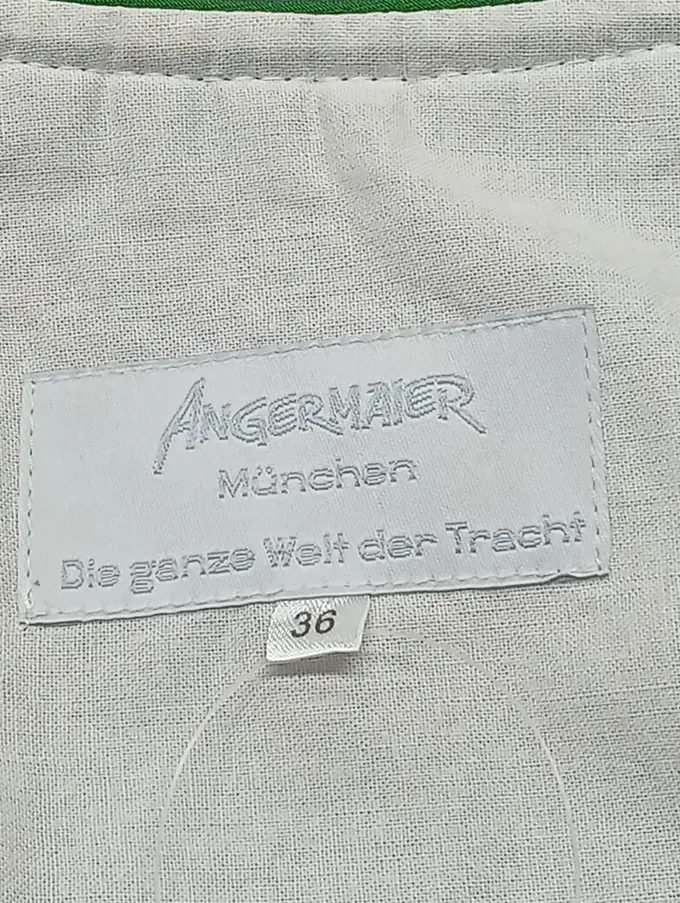 ANGERMAIER
München
Die ganze Welt der Tracht
36